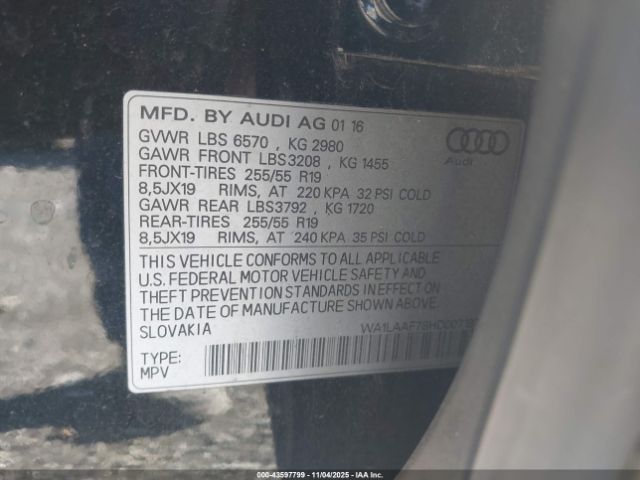 MFD. BY AUDI AG 01 16
GVWR LBS 6570 , KG 2980
GAWR FRONT LBS3208 , KG 1455
FRONT-TIRES 255/55 R19
8,5JX19 RIMS, AT 220 KPA 32 PSI COLD
GAWR REAR LBS3792 , KG 1720
REAR-TIRES 255/55 R19
8,5JX19 RIMS, AT 240 KPA 35 PSI COLD
Audi
THIS VEHICLE CONFORMS TO ALL APPLICABLE
U.S. FEDERAL MOTOR VEHICLE SAFETY AND
THEFT PREVENTION STANDARDS IN EFFECT ON
THE DATE OF MANUFACTURE SHOWN ABOVE.
SLOVAKIA
TYPE:
MPV
000-43597799 - 11/04/2025 - IAA Inc.